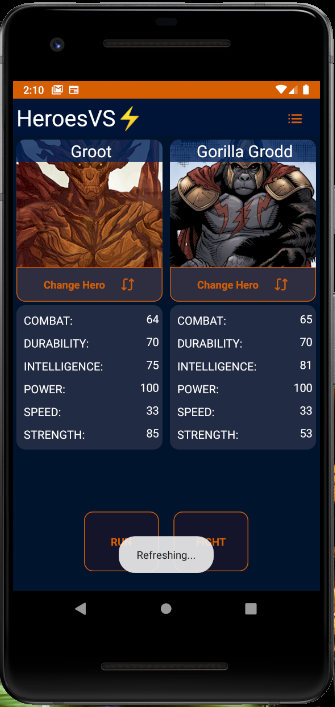 2:10
HeroesVS⚡
Groot
Gorilla Grodd
Change Hero
Change Hero
COMBAT: 64
DURABILITY: 70
INTELLIGENCE: 75
POWER: 100
SPEED: 33
STRENGTH: 85
COMBAT: 65
DURABILITY: 70
INTELLIGENCE: 81
POWER: 100
SPEED: 33
STRENGTH: 53
Refreshing...